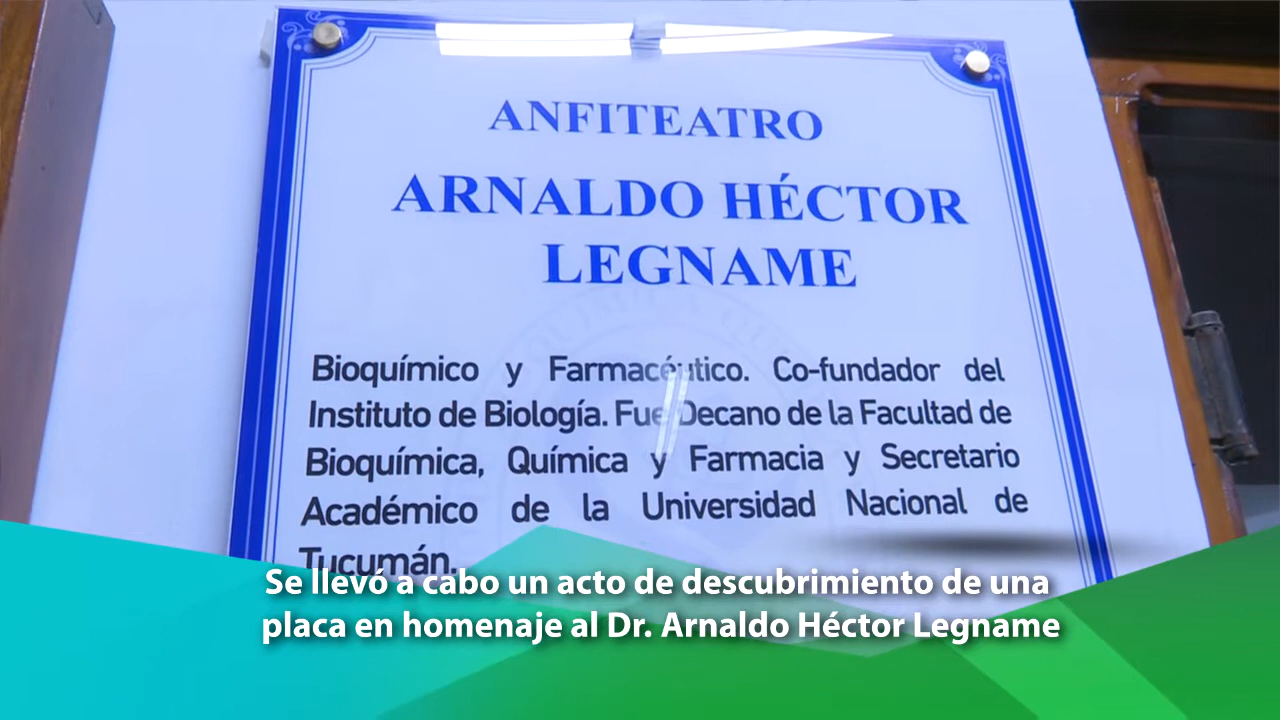 ANFITEATRO
ARNALDO HÉCTOR
LEGNAME
Bioquímico y Farmacéutico. Co-fundador del
Instituto de Biología. Fue Decano de la Facultad de
Bioquímica, Química y Farmacia y Secretario
Académico de la Universidad Nacional de
Tucumán.
Se llevó a cabo un acto de descubrimiento de una
placa en homenaje al Dr. Arnaldo Héctor Legname